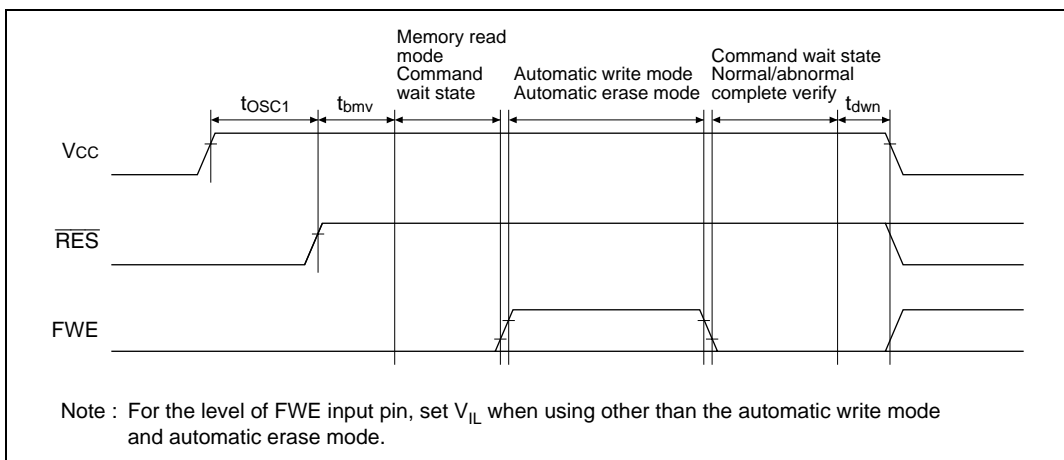 Memory read
mode
Command
wait state
Automatic write mode
Automatic erase mode
Command wait state
Normal/abnormal
complete verify
tOSC1
tbmv
tdwn
VCC
RES
FWE
Note : For the level of FWE input pin, set VIL when using other than the automatic write mode
and automatic erase mode.